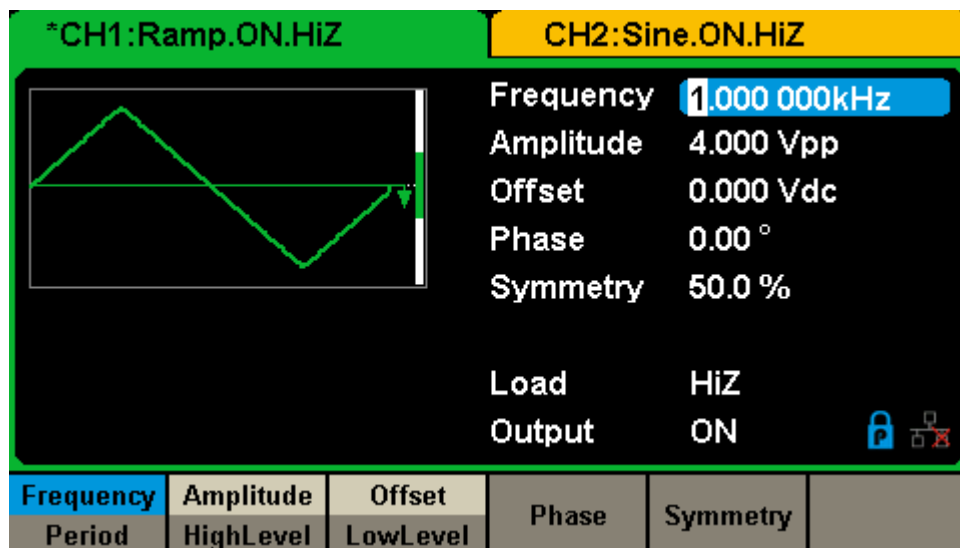 *CH1:Ramp.ON.HiZ
CH2:Sine.ON.HiZ
Frequency 1.000 000kHz
Amplitude 4.000 Vpp
Offset 0.000 Vdc
Phase 0.00 °
Symmetry 50.0 %
Load HiZ
Output ON
P
Frequency Amplitude Offset Phase Symmetry
Period HighLevel LowLevel